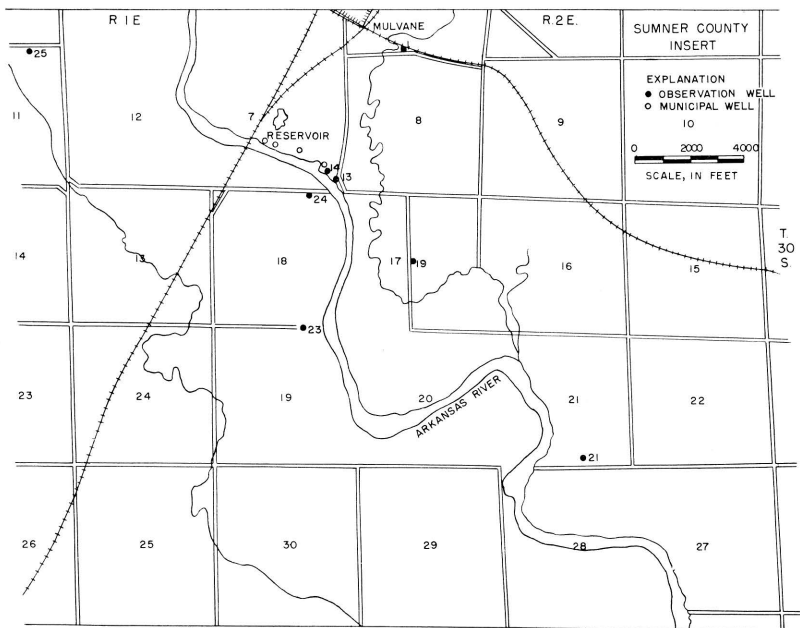 R 1 E
MULVANE
R. 2 E.
SUMNER COUNTY
INSERT
EXPLANATION
● OBSERVATION WELL
○ MUNICIPAL WELL
0 2000 4000
SCALE, IN FEET
25
11
12
7
8
9
10
RESERVOIR
14
13
24
14
13
18
17
19
16
15
T.
30
S.
23
23
24
19
20
ARKANSAS RIVER
21
22
21
26
25
30
29
28
27